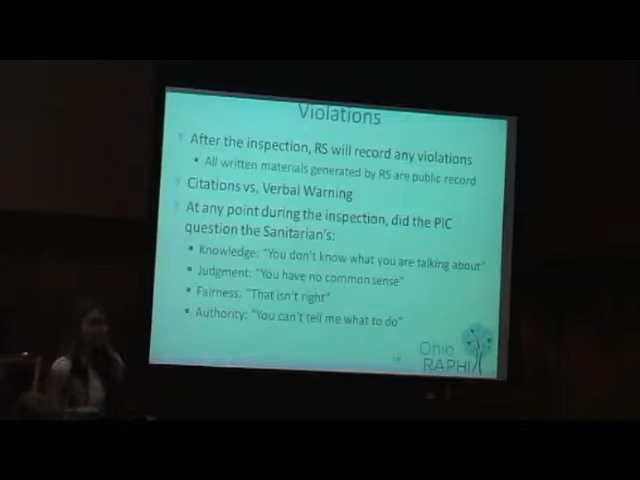 Violations
After the inspection, RS will record any violations
• All written materials generated by RS are public record
Citations vs. Verbal Warning
At any point during the inspection, did the PIC
question the Sanitarian's:
▪ Knowledge: "You don't know what you are talking about"
▪ Judgment: "You have no common sense"
▪ Fairness: "That isn't right"
▪ Authority: "You can't tell me what to do"
Ohio
RAPHI